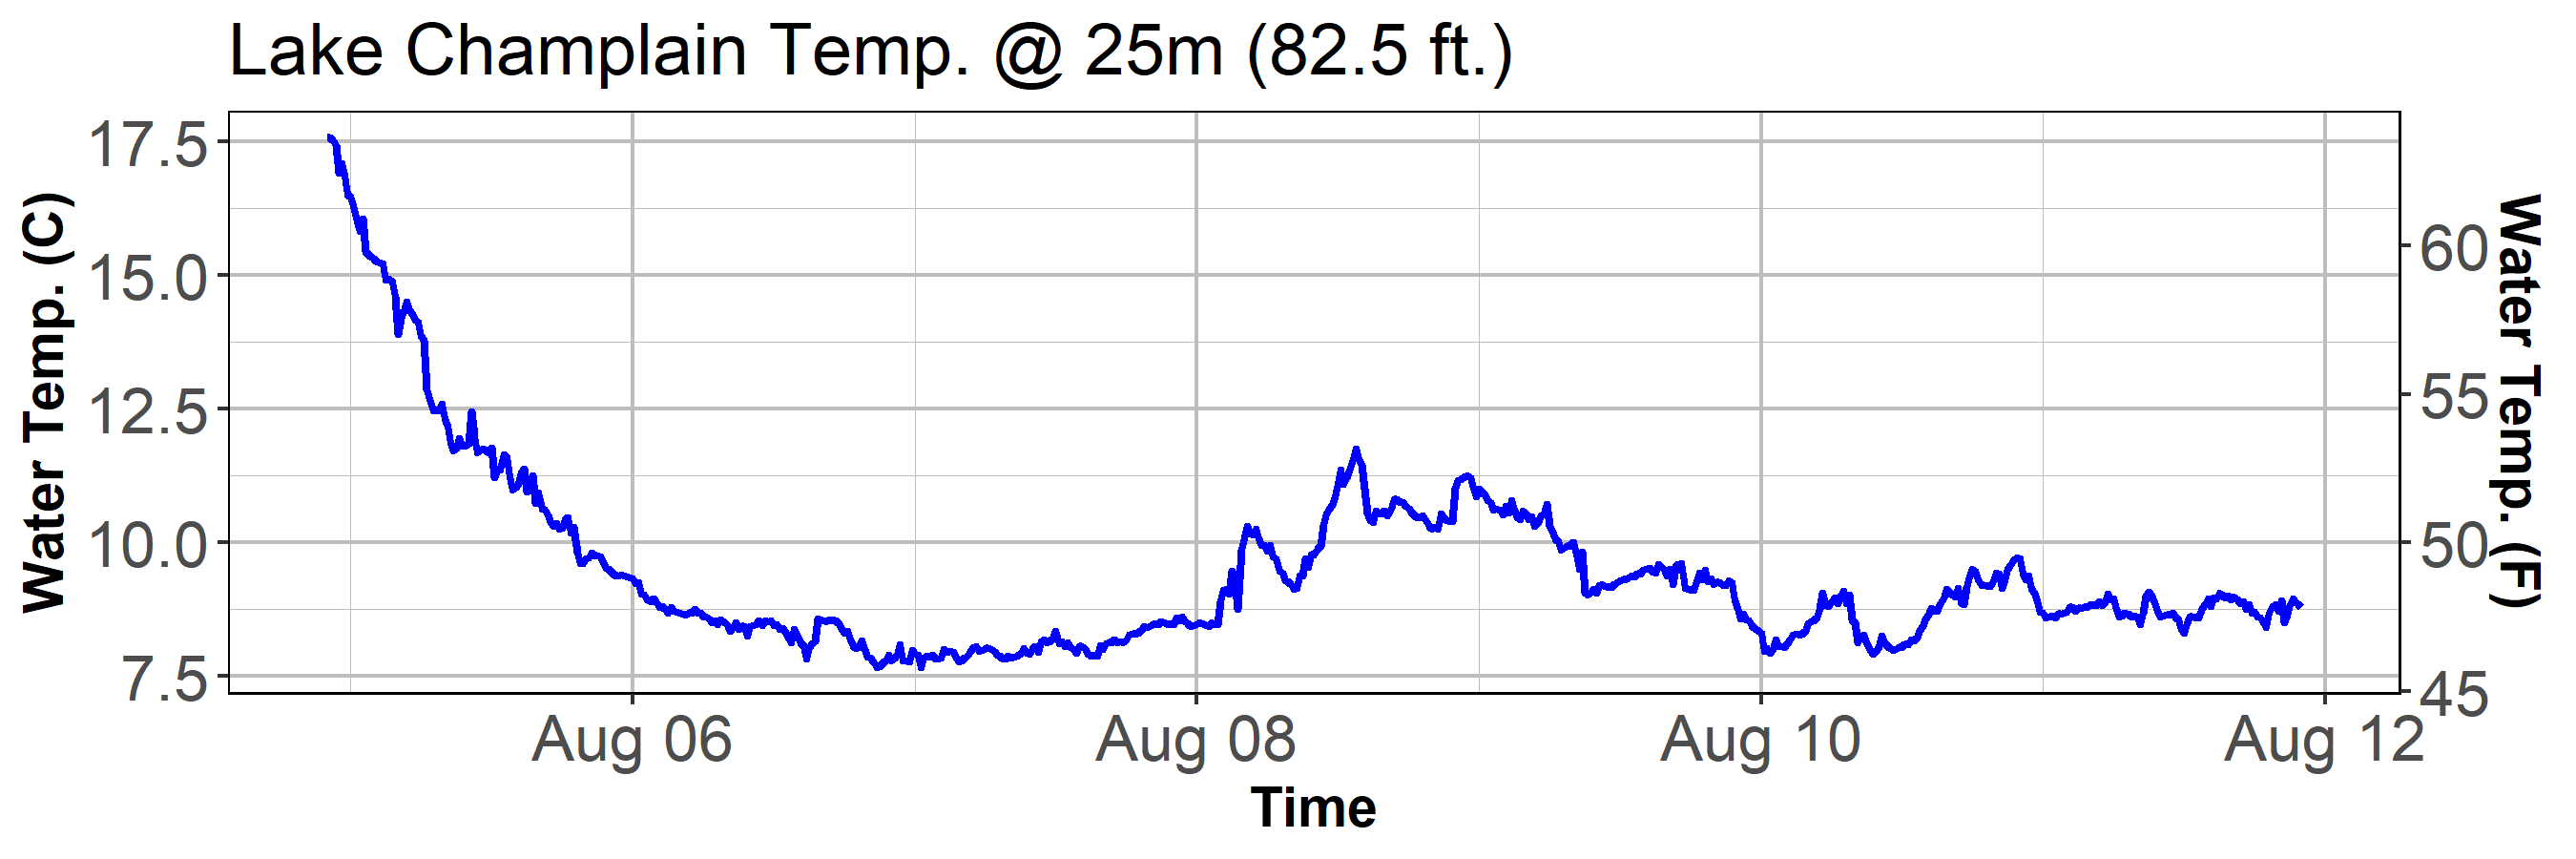 Lake Champlain Temp. @ 25m (82.5 ft.)
Water Temp. (C)
17.5
15.0
12.5
10.0
7.5
60
55
50
45
Water Temp. (F)
Aug 06 Aug 08 Aug 10 Aug 12
Time